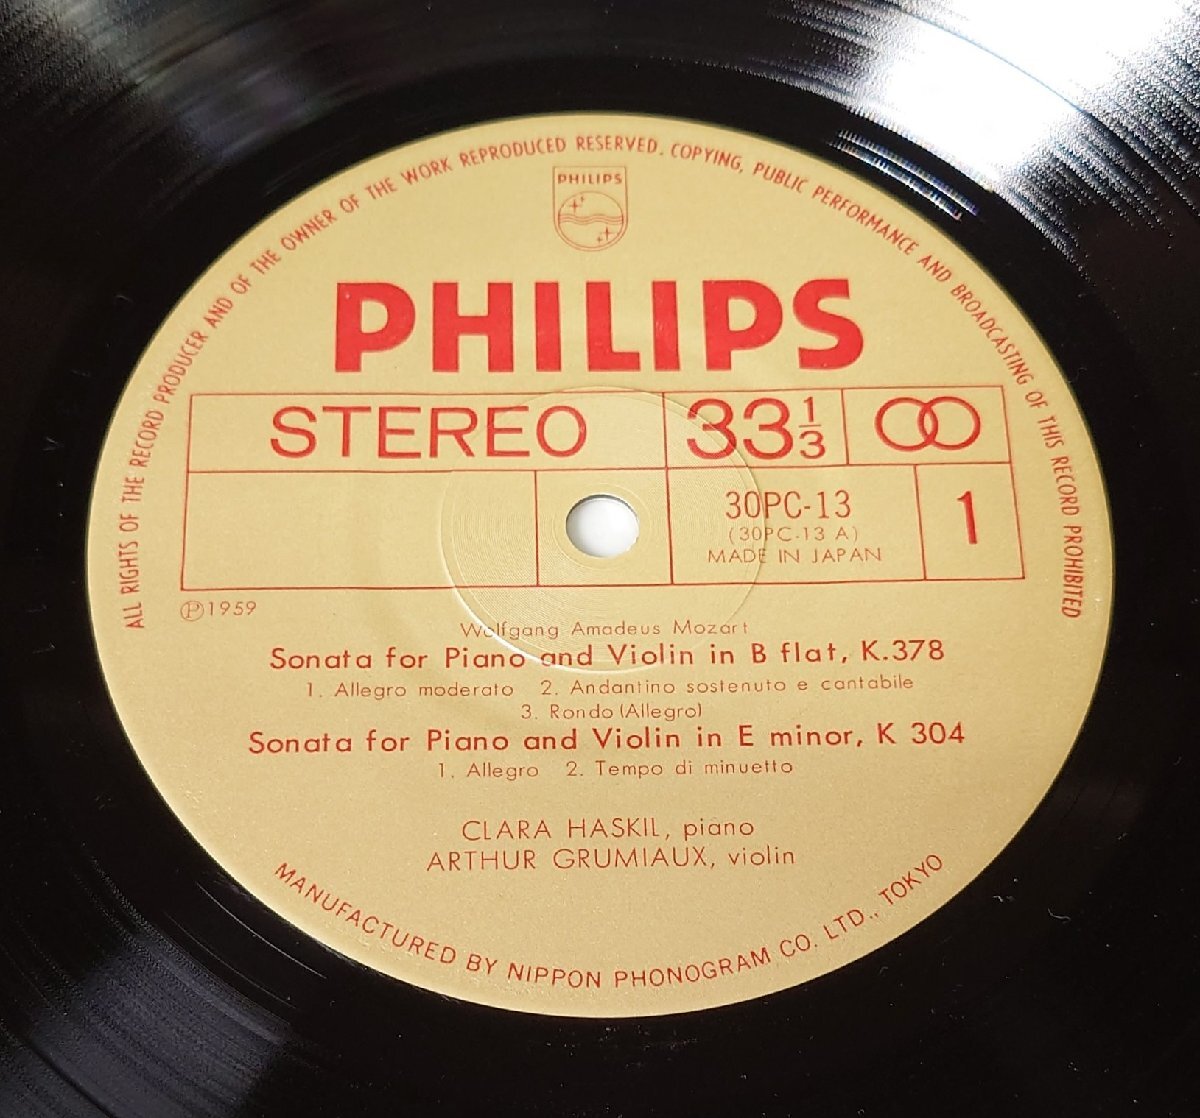 ALL RIGHTS OF THE RECORD PRODUCER AND OF THE OWNER OF THE WORK REPRODUCED RESERVED. COPYING, PUBLIC PERFORMANCE AND BROADCASTING OF THIS RECORD PROHIBITED
PHILIPS
PHILIPS
STEREO 33 1/3
30PC-13
(30PC-13 A)
MADE IN JAPAN
1
Ⓟ1959
Wolfgang Amadeus Mozart
Sonata for Piano and Violin in B flat, K.378
1. Allegro moderato 2. Andantino sostenuto e cantabile
3. Rondo (Allegro)
Sonata for Piano and Violin in E minor, K 304
1. Allegro 2. Tempo di minuetto
CLARA HASKIL, piano
ARTHUR GRUMIAUX, violin
MANUFACTURED BY NIPPON PHONOGRAM CO. LTD., TOKYO